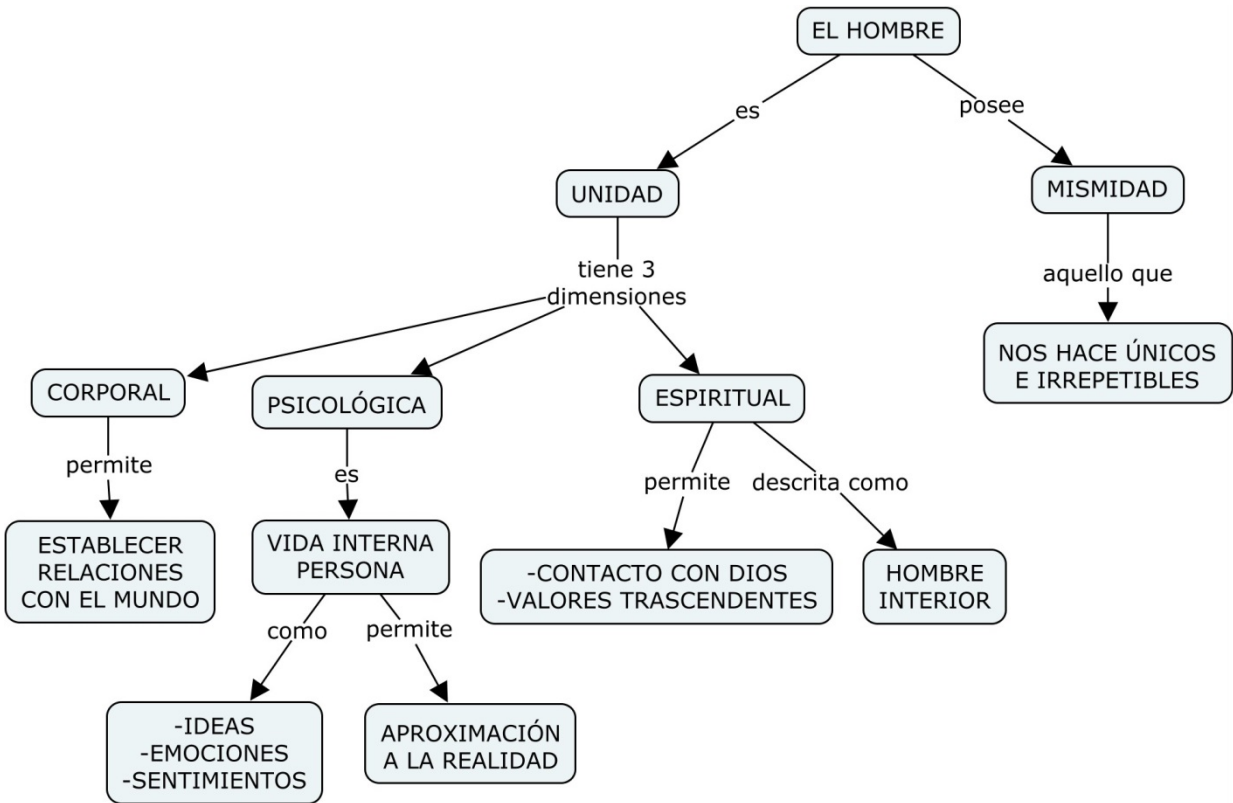 EL HOMBRE
es
posee
UNIDAD
MISMIDAD
tiene 3
dimensiones
aquello que
NOS HACE ÚNICOS
E IRREPETIBLES
CORPORAL
PSICOLÓGICA
ESPIRITUAL
permite
es
permite
descrita como
ESTABLECER
RELACIONES
CON EL MUNDO
VIDA INTERNA
PERSONA
-CONTACTO CON DIOS
-VALORES TRASCENDENTES
HOMBRE
INTERIOR
como
permite
-IDEAS
-EMOCIONES
-SENTIMIENTOS
APROXIMACIÓN
A LA REALIDAD